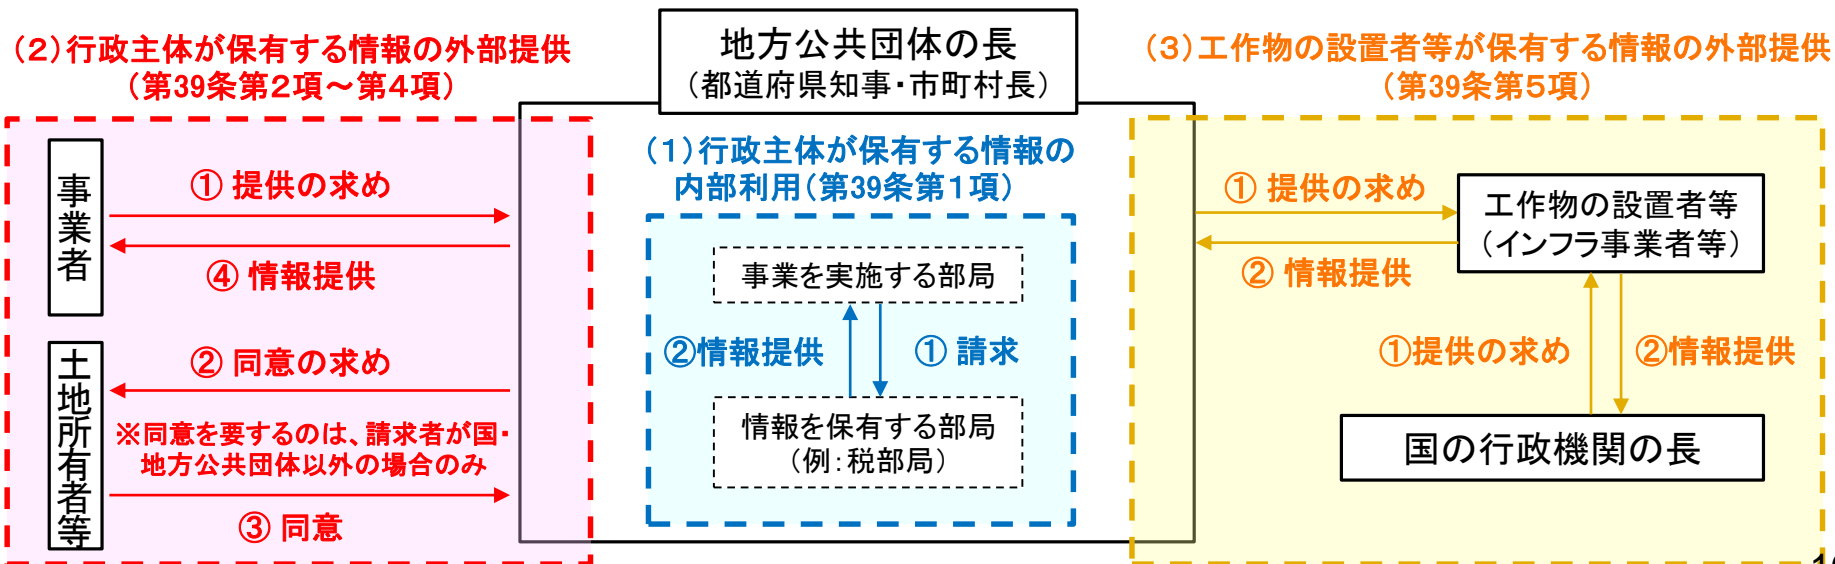 地方公共団体の長
（都道府県知事・市町村長）
（２）行政主体が保有する情報の外部提供
（第39条第２項～第４項）
事業者
① 提供の求め
④ 情報提供
土地所有者等
② 同意の求め
※同意を要するのは、請求者が国・
地方公共団体以外の場合のみ
③ 同意
（１）行政主体が保有する情報の
内部利用（第39条第１項）
事業を実施する部局
②情報提供
① 請求
情報を保有する部局
（例：税部局）
（３）工作物の設置者等が保有する情報の外部提供
（第39条第５項）
① 提供の求め
② 情報提供
工作物の設置者等
（インフラ事業者等）
①提供の求め
②情報提供
国の行政機関の長